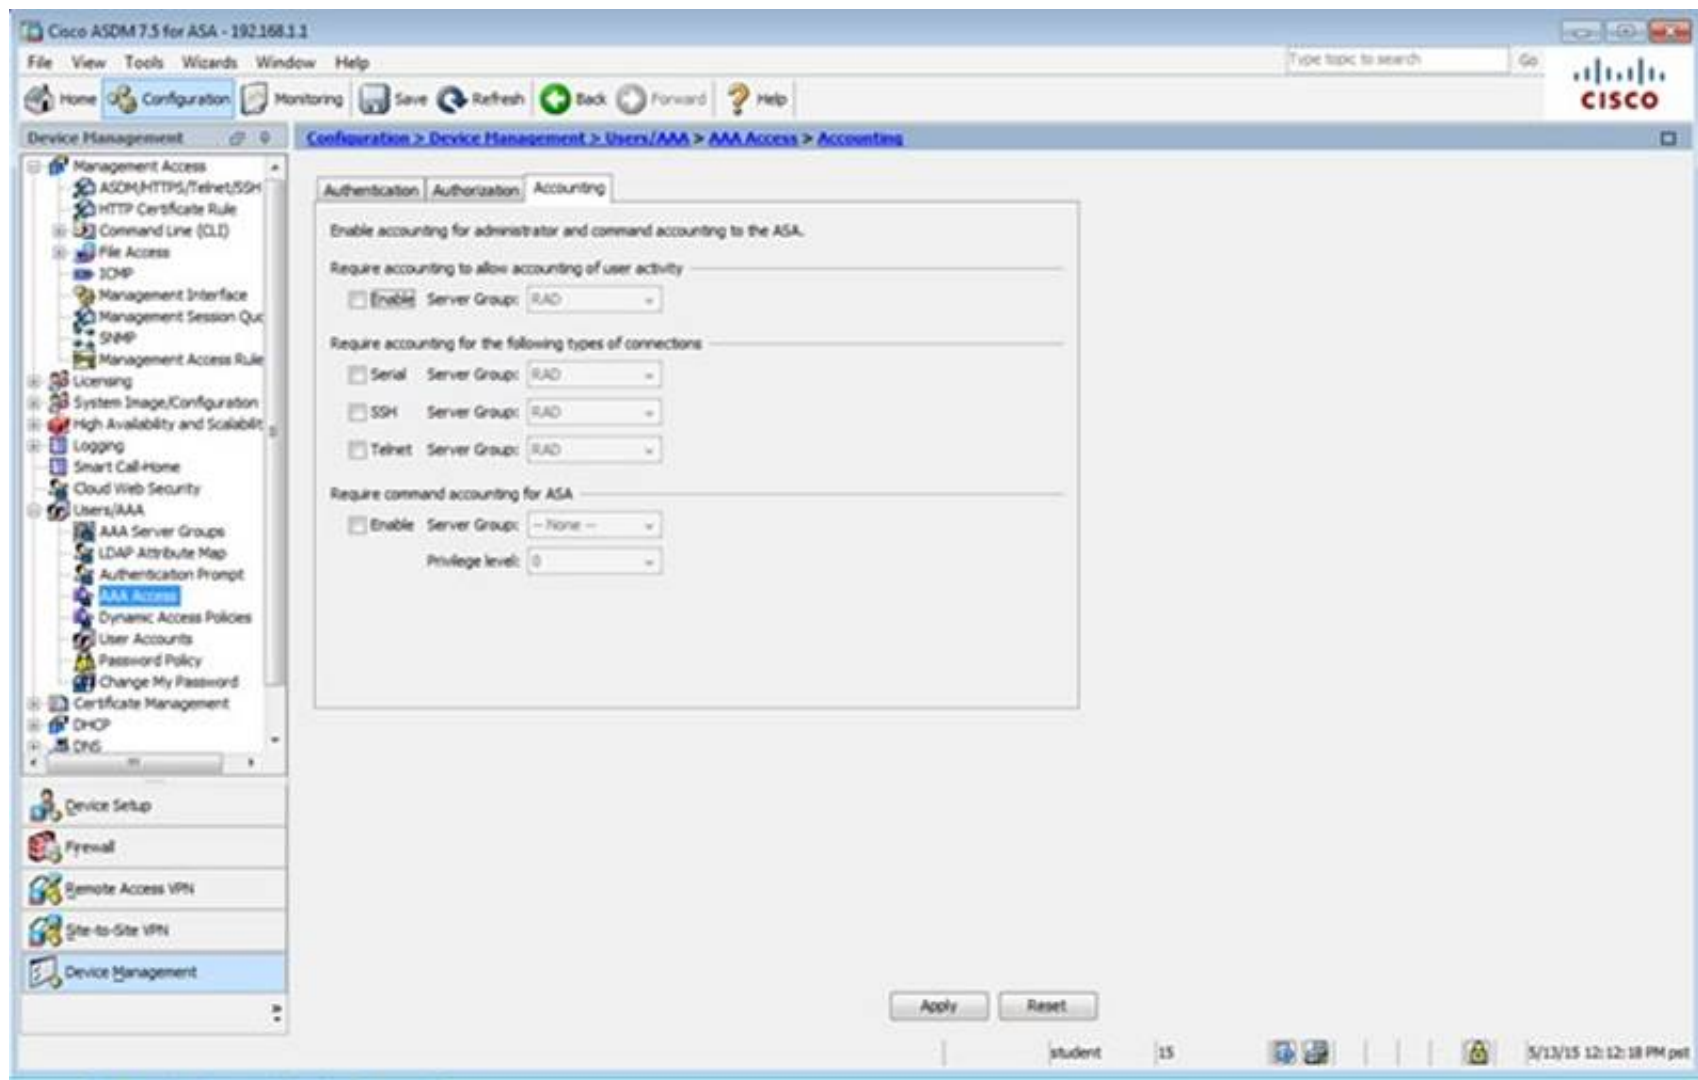 Cisco ASDM 7.5 for ASA - 192.168.1.1
File View Tools Wizards Window Help
Type topic to search Go
Home Configuration Monitoring Save Refresh Back Forward Help
CISCO
Device Management
Configuration > Device Management > Users/AAA > AAA Access > Accounting
Management Access
ASDM/HTTPS/Telnet/SSH
HTTP Certificate Rule
Command Line (CLI)
File Access
ICMP
Management Interface
Management Session Quo
SNMP
Management Access Rule
Licensing
System Image/Configuration
High Availability and Scalabilit
Logging
Smart Call-Home
Cloud Web Security
Users/AAA
AAA Server Groups
LDAP Attribute Map
Authentication Prompt
AAA Access
Dynamic Access Policies
User Accounts
Password Policy
Change My Password
Certificate Management
DHCP
DNS
Device Setup
Firewall
Remote Access VPN
Site-to-Site VPN
Device Management
Authentication Authorization Accounting
Enable accounting for administrator and command accounting to the ASA.
Require accounting to allow accounting of user activity
Enable Server Group: RAD
Require accounting for the following types of connections
Serial Server Group: RAD
SSH Server Group: RAD
Telnet Server Group: RAD
Require command accounting for ASA
Enable Server Group: -- None --
Privilege level: 0
Apply Reset
student 15 5/13/15 12:12:18 PM pst